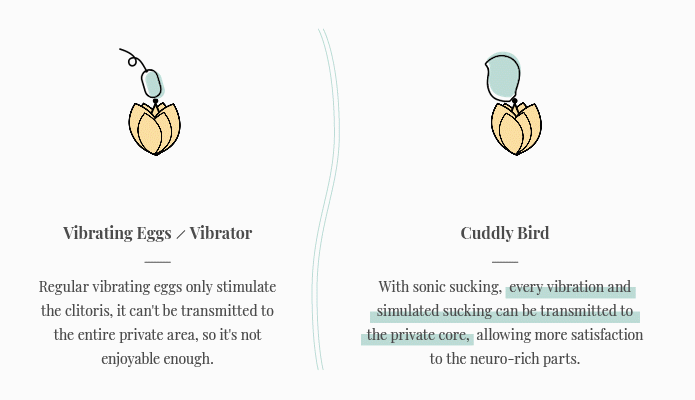 Vibrating Eggs / Vibrator
Regular vibrating eggs only stimulate
the clitoris, it can't be transmitted to
the entire private area, so it's not
enjoyable enough.
Cuddly Bird
With sonic sucking, every vibration and
simulated sucking can be transmitted to
the private core, allowing more satisfaction
to the neuro-rich parts.